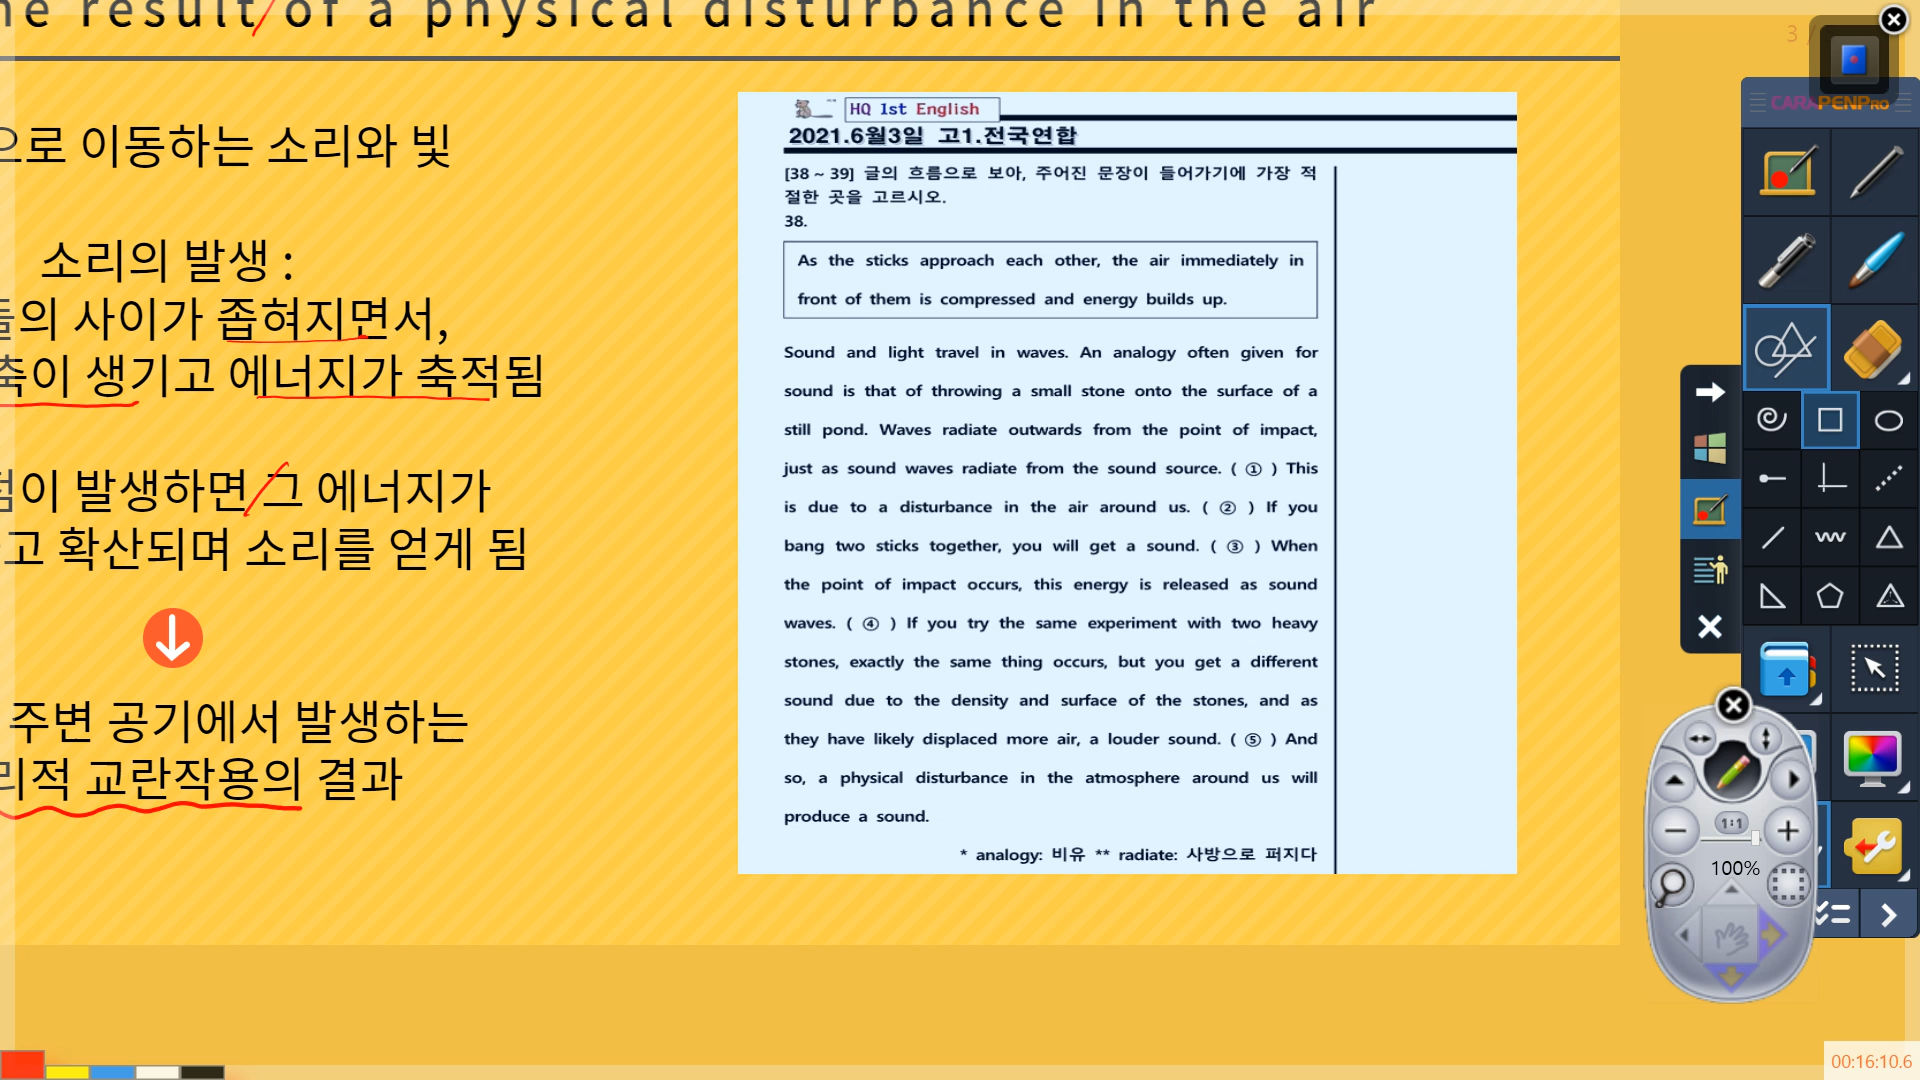 he result of a physical disturbance in the air
으로 이동하는 소리와 빛
소리의 발생 :
들의 사이가 좁혀지면서,
축이 생기고 에너지가 축적됨
점이 발생하면 그 에너지가
고 확산되며 소리를 얻게 됨
주변 공기에서 발생하는
리적 교란작용의 결과
HQ 1st English
2021.6월3일 고1.전국연합
[38 ~ 39] 글의 흐름으로 보아, 주어진 문장이 들어가기에 가장 적
절한 곳을 고르시오.
38.
As the sticks approach each other, the air immediately in
front of them is compressed and energy builds up.
Sound and light travel in waves. An analogy often given for
sound is that of throwing a small stone onto the surface of a
still pond. Waves radiate outwards from the point of impact,
just as sound waves radiate from the sound source. ( ① ) This
is due to a disturbance in the air around us. ( ② ) If you
bang two sticks together, you will get a sound. ( ③ ) When
the point of impact occurs, this energy is released as sound
waves. ( ④ ) If you try the same experiment with two heavy
stones, exactly the same thing occurs, but you get a different
sound due to the density and surface of the stones, and as
they have likely displaced more air, a louder sound. ( ⑤ ) And
so, a physical disturbance in the atmosphere around us will
produce a sound.
* analogy: 비유 ** radiate: 사방으로 퍼지다
3 /
CARAPENPRO
1:1
100%
00:16:10.6